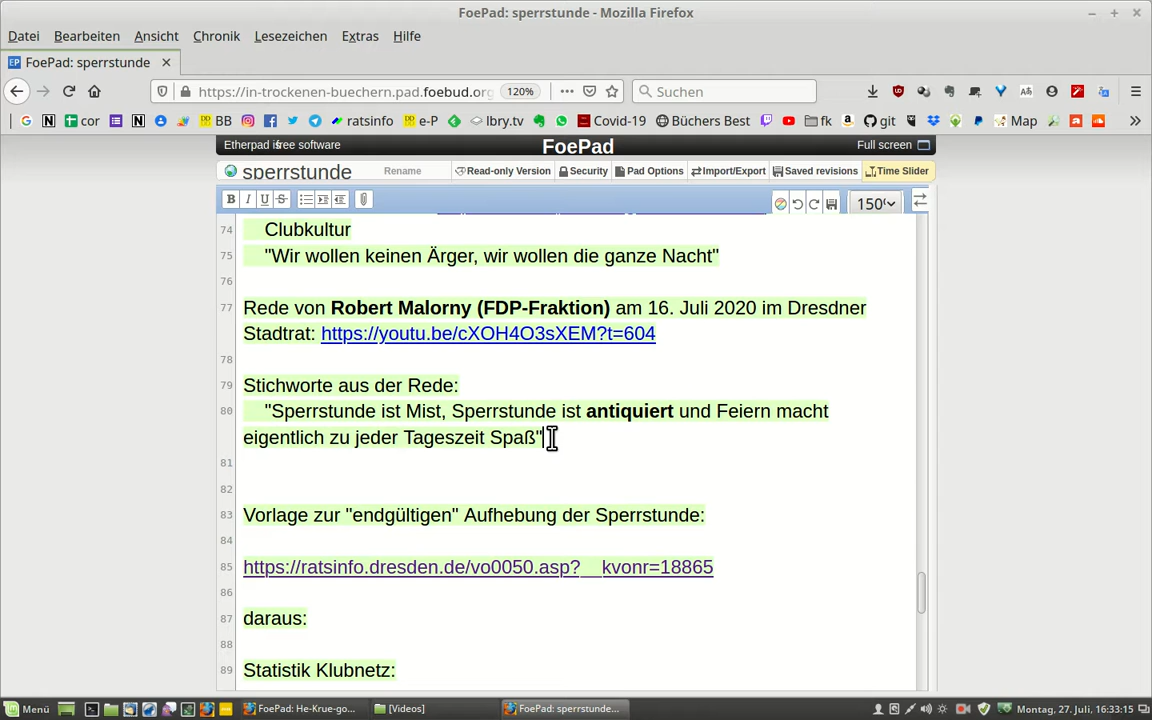 FoePad: sperrstunde - Mozilla Firefox
Datei Bearbeiten Ansicht Chronik Lesezeichen Extras Hilfe
EP FoePad: sperrstunde
https://in-trockenen-buechern.pad.foebud.org 120% Suchen
G N cor N BB ratsinfo e-P lbry.tv Covid-19 Büchers Best fk git Map
Etherpad is free software FoePad Full screen
sperrstunde Rename Read-only Version Security Pad Options Import/Export Saved revisions Time Slider
B I U S 150%
74 Clubkultur
75 "Wir wollen keinen Ärger, wir wollen die ganze Nacht"
76
77 Rede von Robert Malorny (FDP-Fraktion) am 16. Juli 2020 im Dresdner
Stadtrat: https://youtu.be/cXOH4O3sXEM?t=604
78
79 Stichworte aus der Rede:
80 "Sperrstunde ist Mist, Sperrstunde ist antiquiert und Feiern macht
eigentlich zu jeder Tageszeit Spaß"
81
82
83 Vorlage zur "endgültigen" Aufhebung der Sperrstunde:
84
85 https://ratsinfo.dresden.de/vo0050.asp?__kvonr=18865
86
87 daraus:
88
89 Statistik Klubnetz:
Menü FoePad: He-Krue-go... [Videos] FoePad: sperrstunde... Montag, 27. Juli, 16:33:15